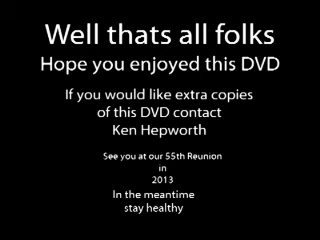 Well thats all folks
Hope you enjoyed this DVD
If you would like extra copies
of this DVD contact
Ken Hepworth
See you at our 55th Reunion
in
2013
In the meantime
stay healthy